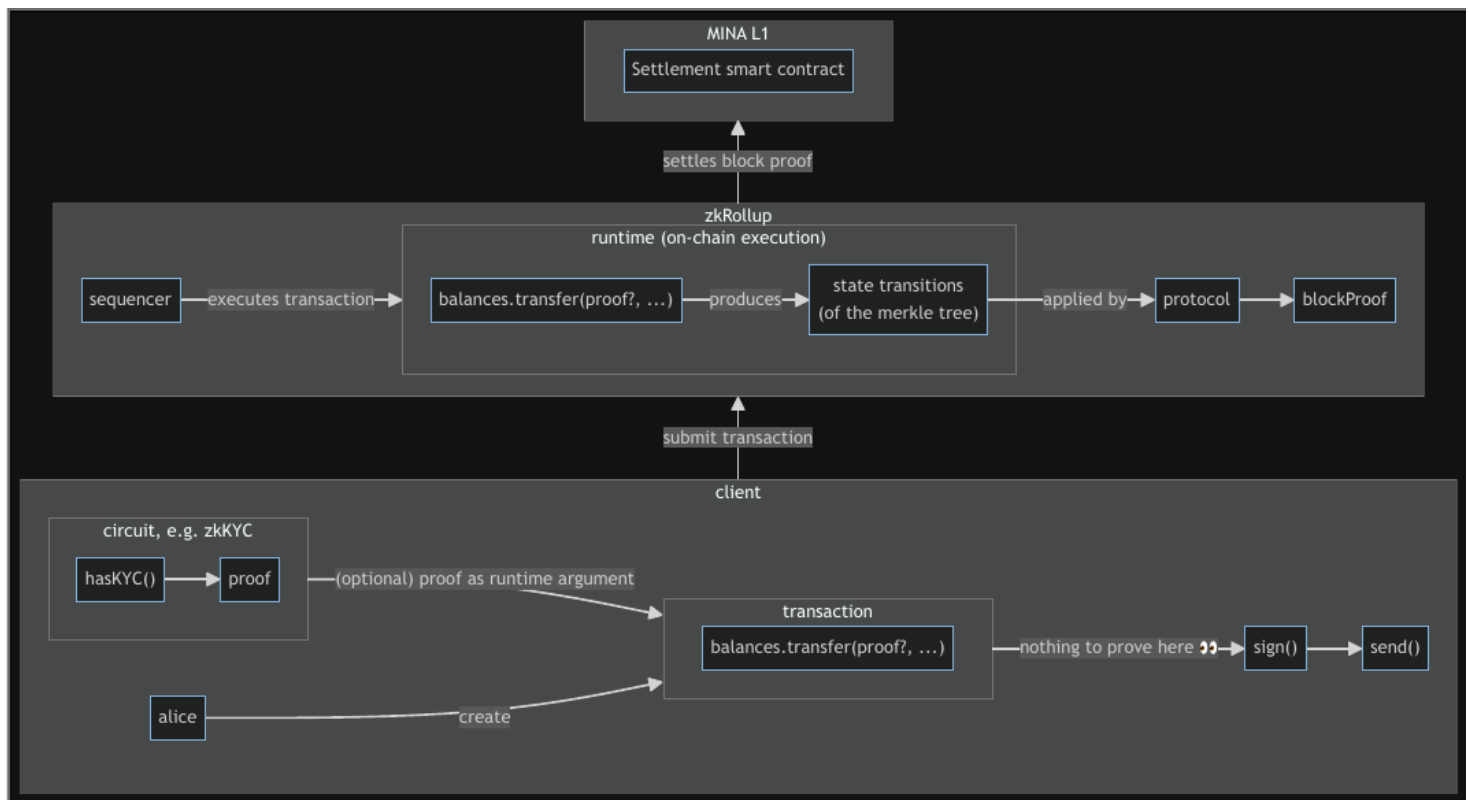 MINA L1
Settlement smart contract
settles block proof
zkRollup
runtime (on-chain execution)
sequencer
executes transaction
balances.transfer(proof?, ...)
produces
state transitions
(of the merkle tree)
applied by
protocol
blockProof
submit transaction
client
circuit, e.g. zkKYC
hasKYC()
proof
(optional) proof as runtime argument
transaction
balances.transfer(proof?, ...)
nothing to prove here 👀
sign()
send()
alice
create